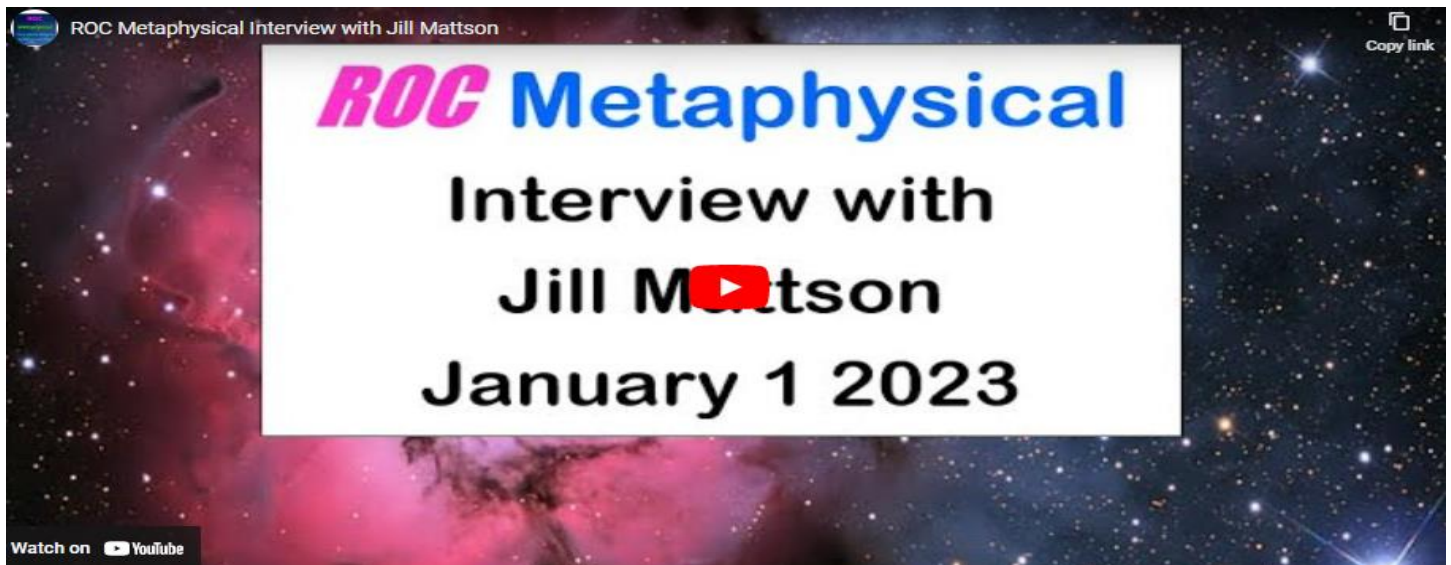 ROC Metaphysical Interview with Jill Mattson
Copy link
ROC Metaphysical
Interview with
Jill Mattson
January 1 2023
Watch on YouTube